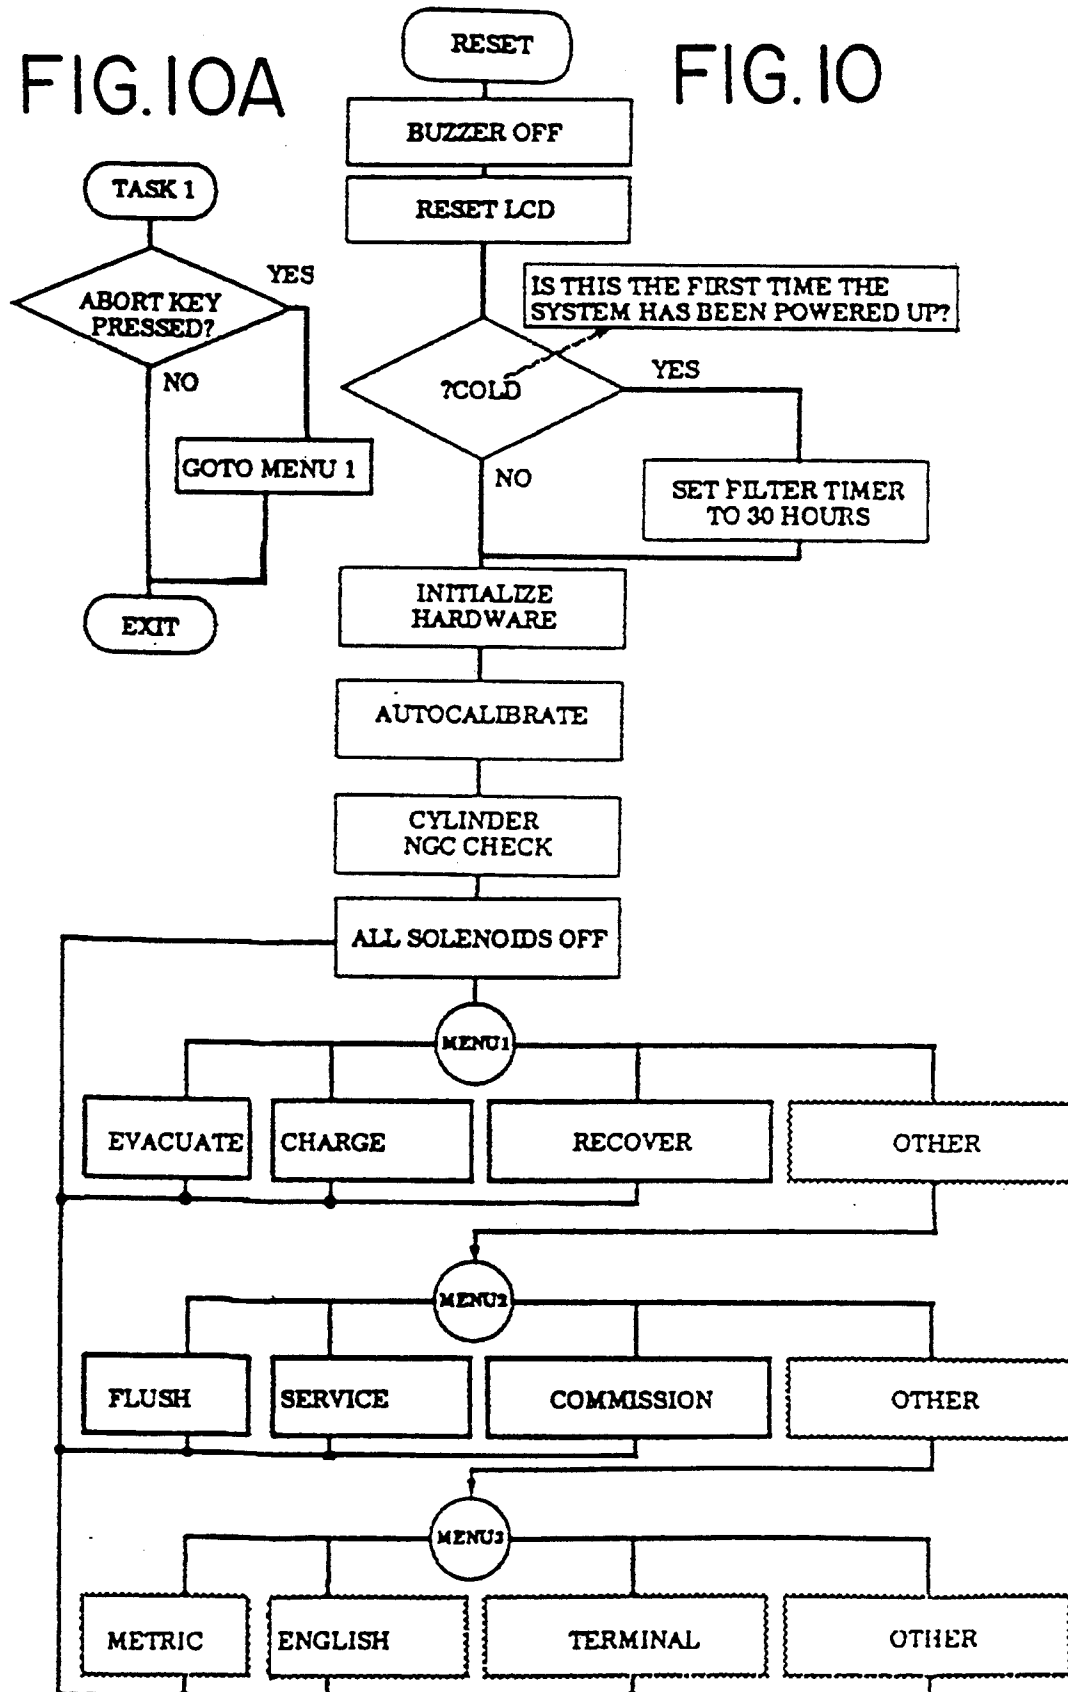 FIG.10A
TASK 1
ABORT KEY
PRESSED?
YES
NO
GOTO MENU 1
EXIT
FIG.10
RESET
BUZZER OFF
RESET LCD
IS THIS THE FIRST TIME THE
SYSTEM HAS BEEN POWERED UP?
?COLD
YES
NO
SET FILTER TIMER
TO 30 HOURS
INITIALIZE
HARDWARE
AUTOCALIBRATE
CYLINDER
NGC CHECK
ALL SOLENOIDS OFF
MENU1
EVACUATE
CHARGE
RECOVER
OTHER
MENU2
FLUSH
SERVICE
COMMISSION
OTHER
MENU3
METRIC
ENGLISH
TERMINAL
OTHER